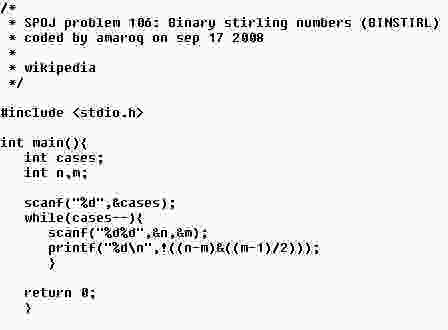 /*
* SPOJ problem 106: Binary stirling numbers (BINSTIRL)
* coded by amaroq on sep 17 2008
*
* wikipedia
*/
#include <stdio.h>
int main(){
int cases;
int n,m;
scanf("%d",&cases);
while(cases--){
scanf("%d%d",&n,&m);
printf("%d\n",!((n-m)&((m-1)/2)));
}
return 0;
}